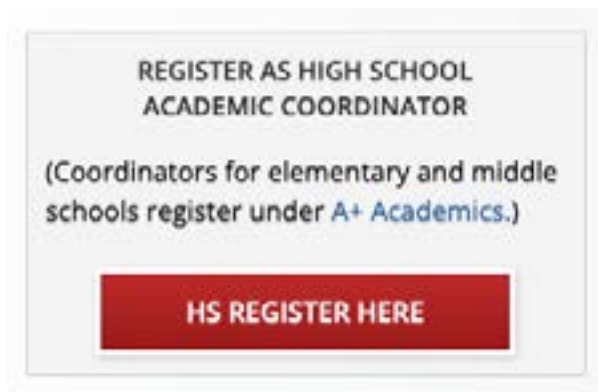 REGISTER AS HIGH SCHOOL
ACADEMIC COORDINATOR
(Coordinators for elementary and middle
schools register under A+ Academics.)
HS REGISTER HERE